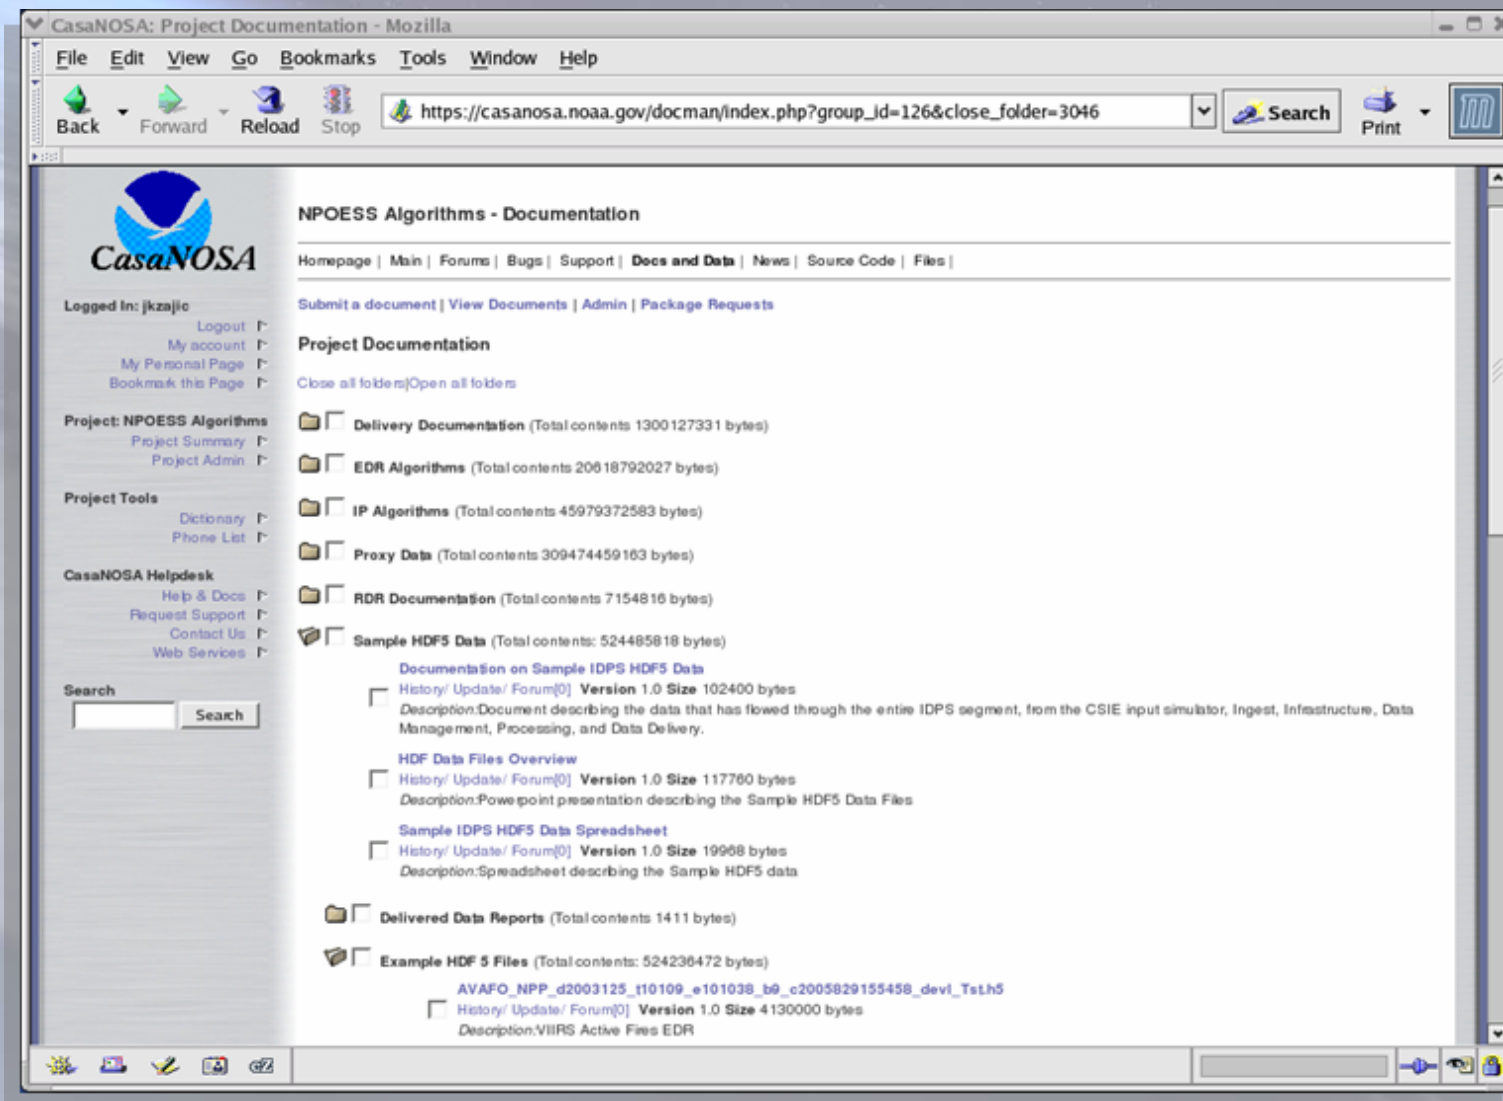 CasaNOSA: Project Documentation - Mozilla
File Edit View Go Bookmarks Tools Window Help
Back Forward Reload Stop https://casanosa.noaa.gov/docman/index.php?group_id=126&close_folder=3046 Search Print
CasaNOSA
Logged In: jkzajic
Logout
My account
My Personal Page
Bookmark this Page
Project: NPOESS Algorithms
Project Summary
Project Admin
Project Tools
Dictionary
Phone List
CasaNOSA Helpdesk
Help & Docs
Request Support
Contact Us
Web Services
Search
Search
NPOESS Algorithms - Documentation
Homepage | Main | Forums | Bugs | Support | Docs and Data | News | Source Code | Files |
Submit a document | View Documents | Admin | Package Requests
Project Documentation
Close all folders|Open all folders
Delivery Documentation (Total contents 1300127331 bytes)
EDR Algorithms (Total contents 20618792027 bytes)
IP Algorithms (Total contents 45979372583 bytes)
Proxy Data (Total contents 309474459163 bytes)
RDR Documentation (Total contents 7154816 bytes)
Sample HDF5 Data (Total contents: 524485818 bytes)
Documentation on Sample IDPS HDF5 Data
History/ Update/ Forum[0] Version 1.0 Size 102400 bytes
Description:Document describing the data that has flowed through the entire IDPS segment, from the CSIE input simulator, Ingest, Infrastructure, Data
Management, Processing, and Data Delivery.
HDF Data Files Overview
History/ Update/ Forum[0] Version 1.0 Size 117760 bytes
Description:Powerpoint presentation describing the Sample HDF5 Data Files
Sample IDPS HDF5 Data Spreadsheet
History/ Update/ Forum[0] Version 1.0 Size 19968 bytes
Description:Spreadsheet describing the Sample HDF5 data
Delivered Data Reports (Total contents 1411 bytes)
Example HDF 5 Files (Total contents: 524236472 bytes)
AVAFO_NPP_d2003125_t10109_e101038_b9_c2005829155458_devl_Tst.h5
History/ Update/ Forum[0] Version 1.0 Size 4130000 bytes
Description:VIIRS Active Fires EDR